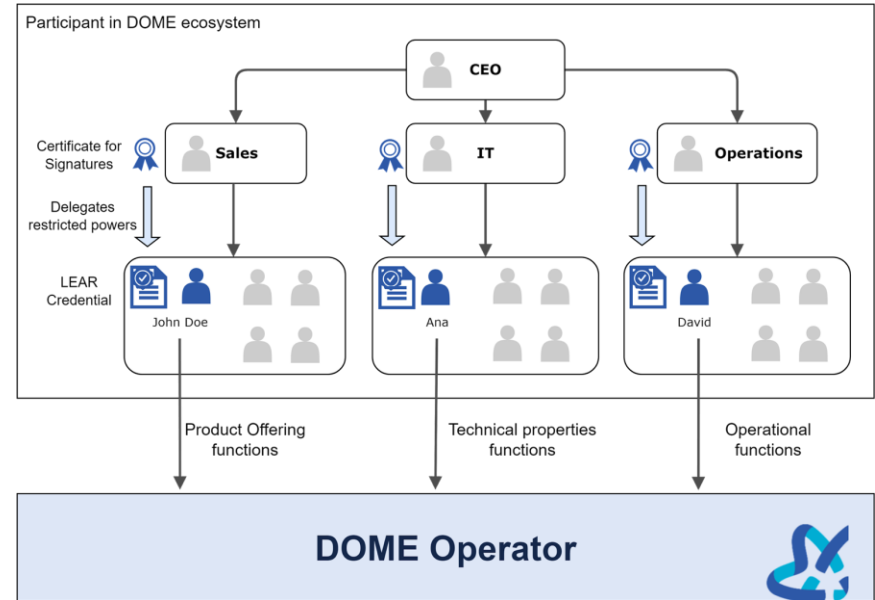 Participant in DOME ecosystem
CEO
Certificate for
Signatures
Sales
IT
Operations
Delegates
restricted powers
LEAR
Credential
John Doe
Ana
David
Product Offering
functions
Technical properties
functions
Operational
functions
DOME Operator